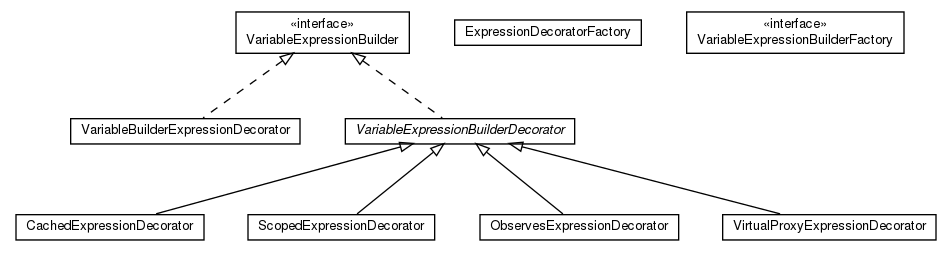 «interface»
VariableExpressionBuilder
ExpressionDecoratorFactory
«interface»
VariableExpressionBuilderFactory
VariableBuilderExpressionDecorator
VariableExpressionBuilderDecorator
CachedExpressionDecorator
ScopedExpressionDecorator
ObservesExpressionDecorator
VirtualProxyExpressionDecorator